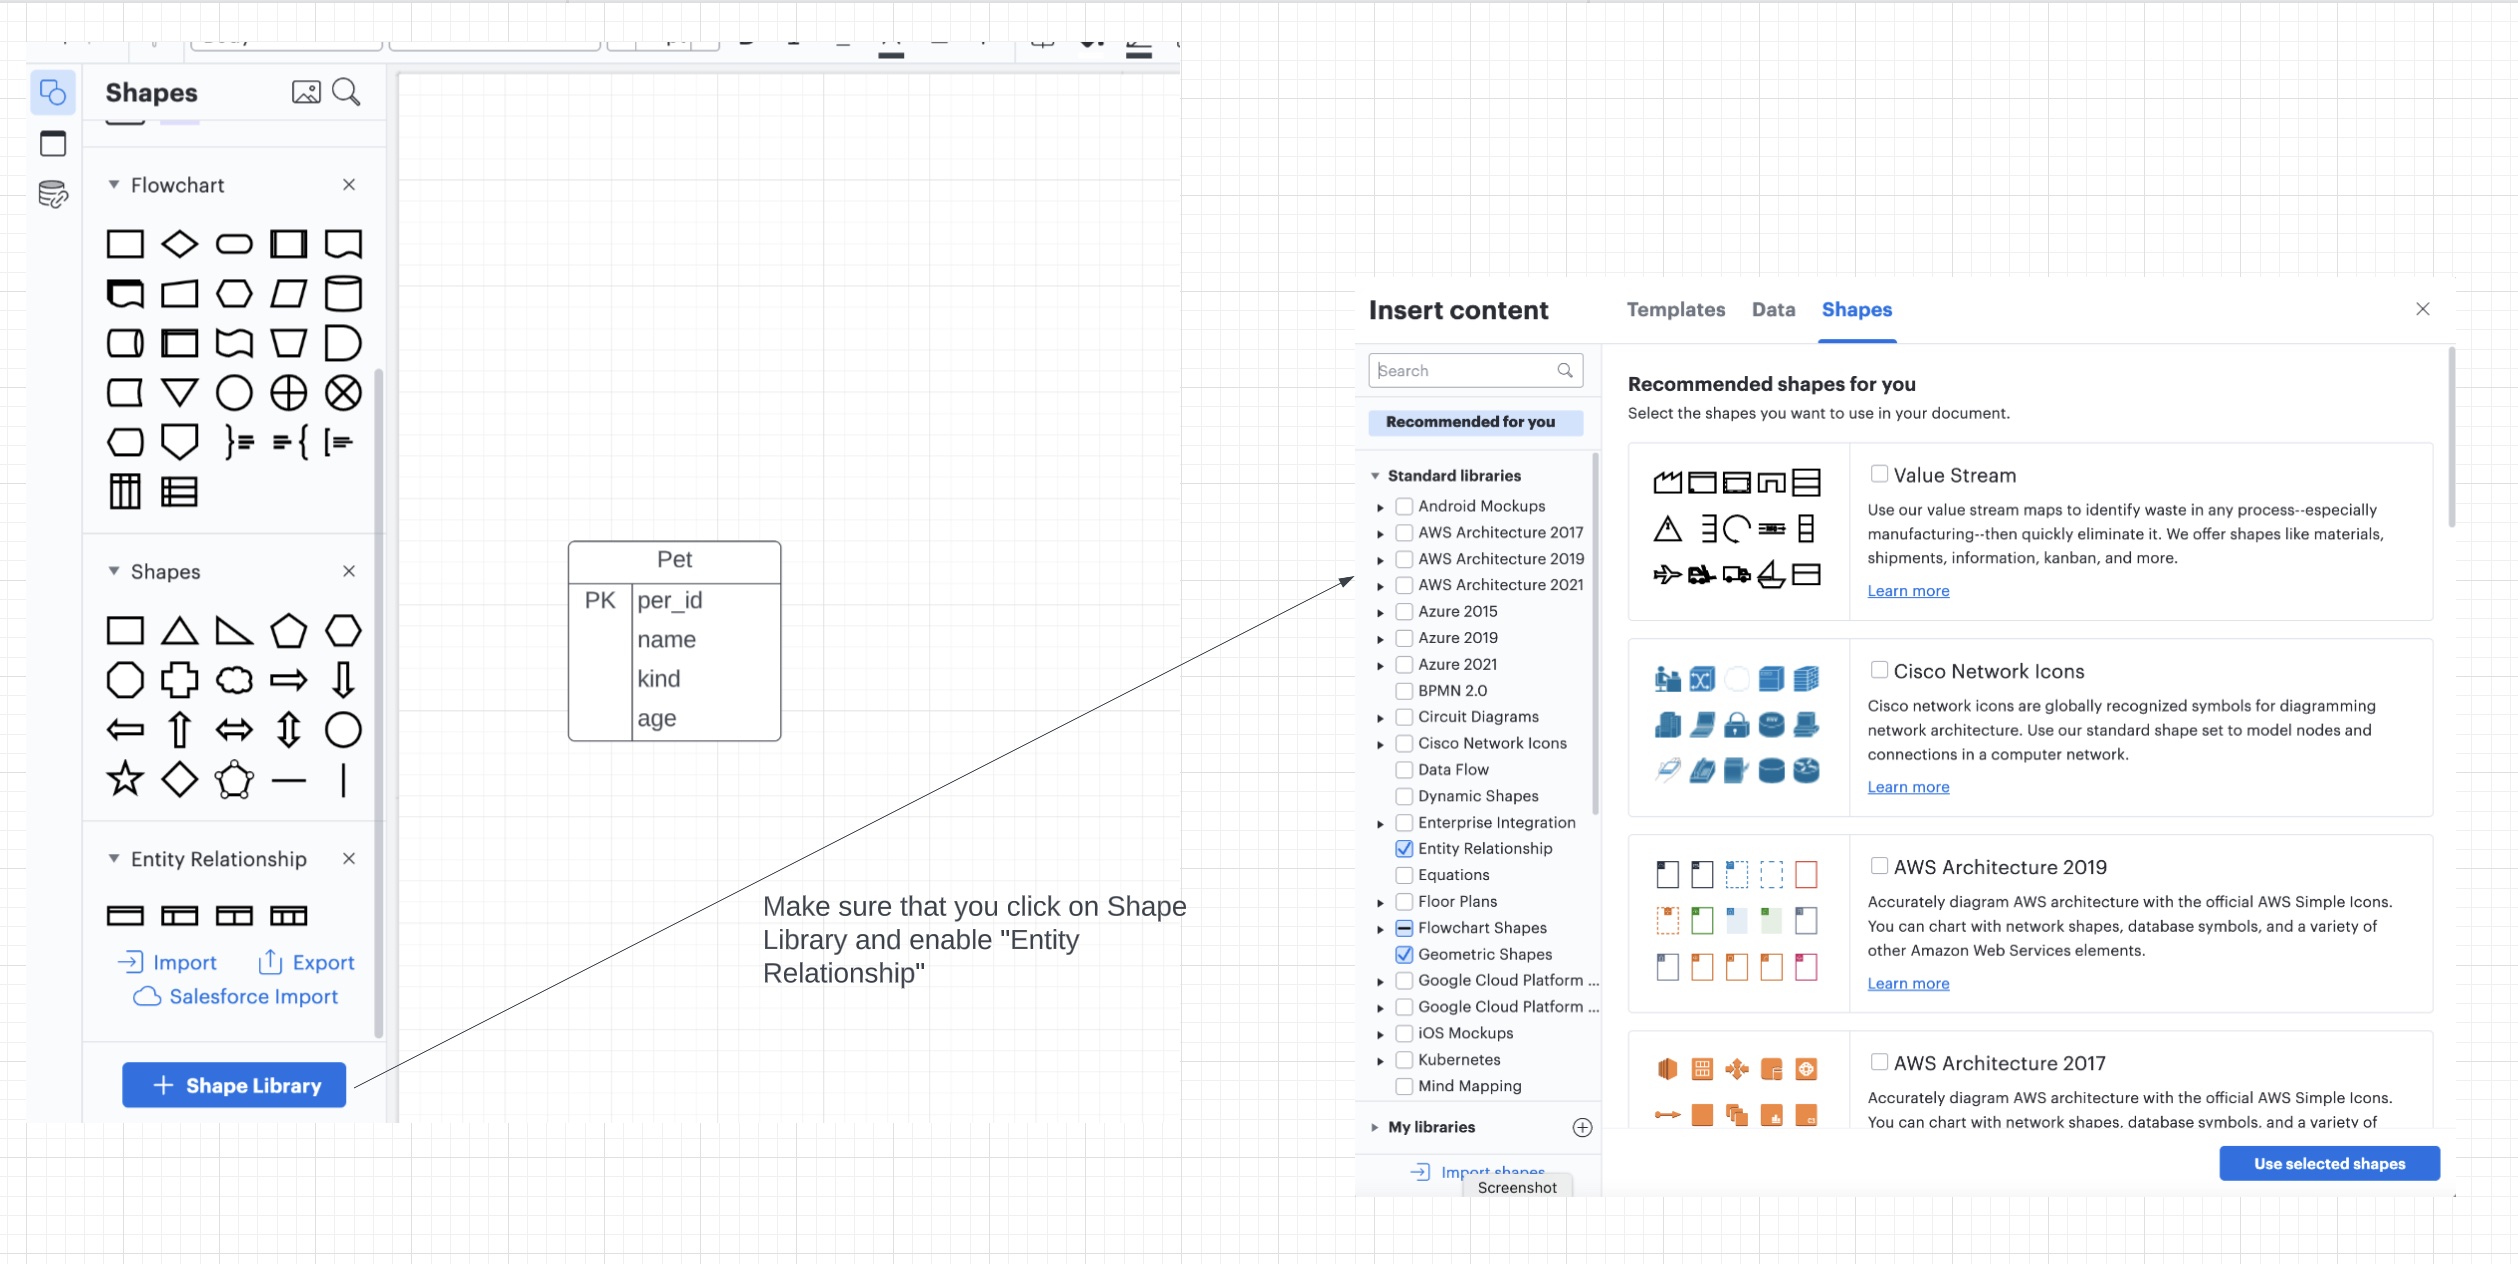 Shapes
Flowchart
Shapes
Entity Relationship
Import
Export
Salesforce Import
+ Shape Library
Pet
PK per_id
name
kind
age
Make sure that you click on Shape
Library and enable "Entity
Relationship"
Insert content
Templates
Data
Shapes
Search
Recommended for you
Standard libraries
Android Mockups
AWS Architecture 2017
AWS Architecture 2019
AWS Architecture 2021
Azure 2015
Azure 2019
Azure 2021
BPMN 2.0
Circuit Diagrams
Cisco Network Icons
Data Flow
Dynamic Shapes
Enterprise Integration
Entity Relationship
Equations
Floor Plans
Flowchart Shapes
Geometric Shapes
Google Cloud Platform ...
Google Cloud Platform ...
iOS Mockups
Kubernetes
Mind Mapping
My libraries
Import shapes
Screenshot
Recommended shapes for you
Select the shapes you want to use in your document.
Value Stream
Use our value stream maps to identify waste in any process--especially
manufacturing--then quickly eliminate it. We offer shapes like materials,
shipments, information, kanban, and more.
Learn more
Cisco Network Icons
Cisco network icons are globally recognized symbols for diagramming
network architecture. Use our standard shape set to model nodes and
connections in a computer network.
Learn more
AWS Architecture 2019
Accurately diagram AWS architecture with the official AWS Simple Icons.
You can chart with network shapes, database symbols, and a variety of
other Amazon Web Services elements.
Learn more
AWS Architecture 2017
Accurately diagram AWS architecture with the official AWS Simple Icons.
You can chart with network shapes, database symbols, and a variety of
Use selected shapes